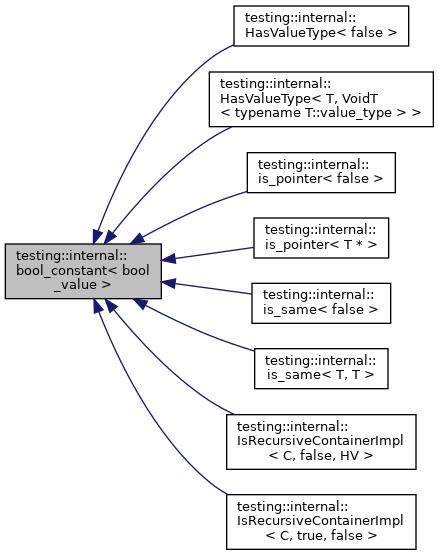 testing::internal::
HasValueType< false >
testing::internal::
HasValueType< T, VoidT
< typename T::value_type > >
testing::internal::
is_pointer< false >
testing::internal::
is_pointer< T * >
testing::internal::
bool_constant< bool
_value >
testing::internal::
is_same< false >
testing::internal::
is_same< T, T >
testing::internal::
IsRecursiveContainerImpl
< C, false, HV >
testing::internal::
IsRecursiveContainerImpl
< C, true, false >